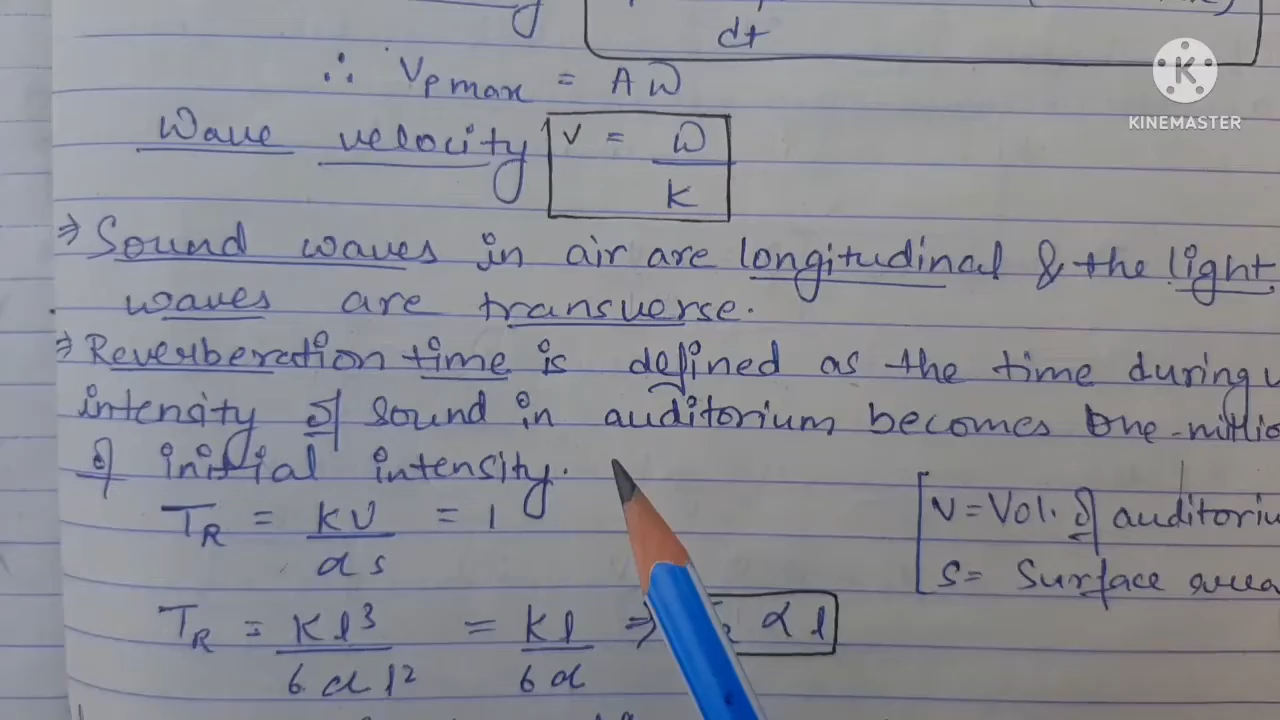 dt
∴ Vp max = Aω
KINEMASTER
Wave velocity v = ω/k
⇒ Sound waves in air are longitudinal & the light
waves are transverse.
⇒ Reverberation time is defined as the time during
intensity of sound in auditorium becomes one-millio
of initial intensity.
T_R = KV/αs = 1
[V = Vol. of auditoriu
S = Surface area
T_R = Kl³/6αl² = Kl/6α ⇒ ∝ l